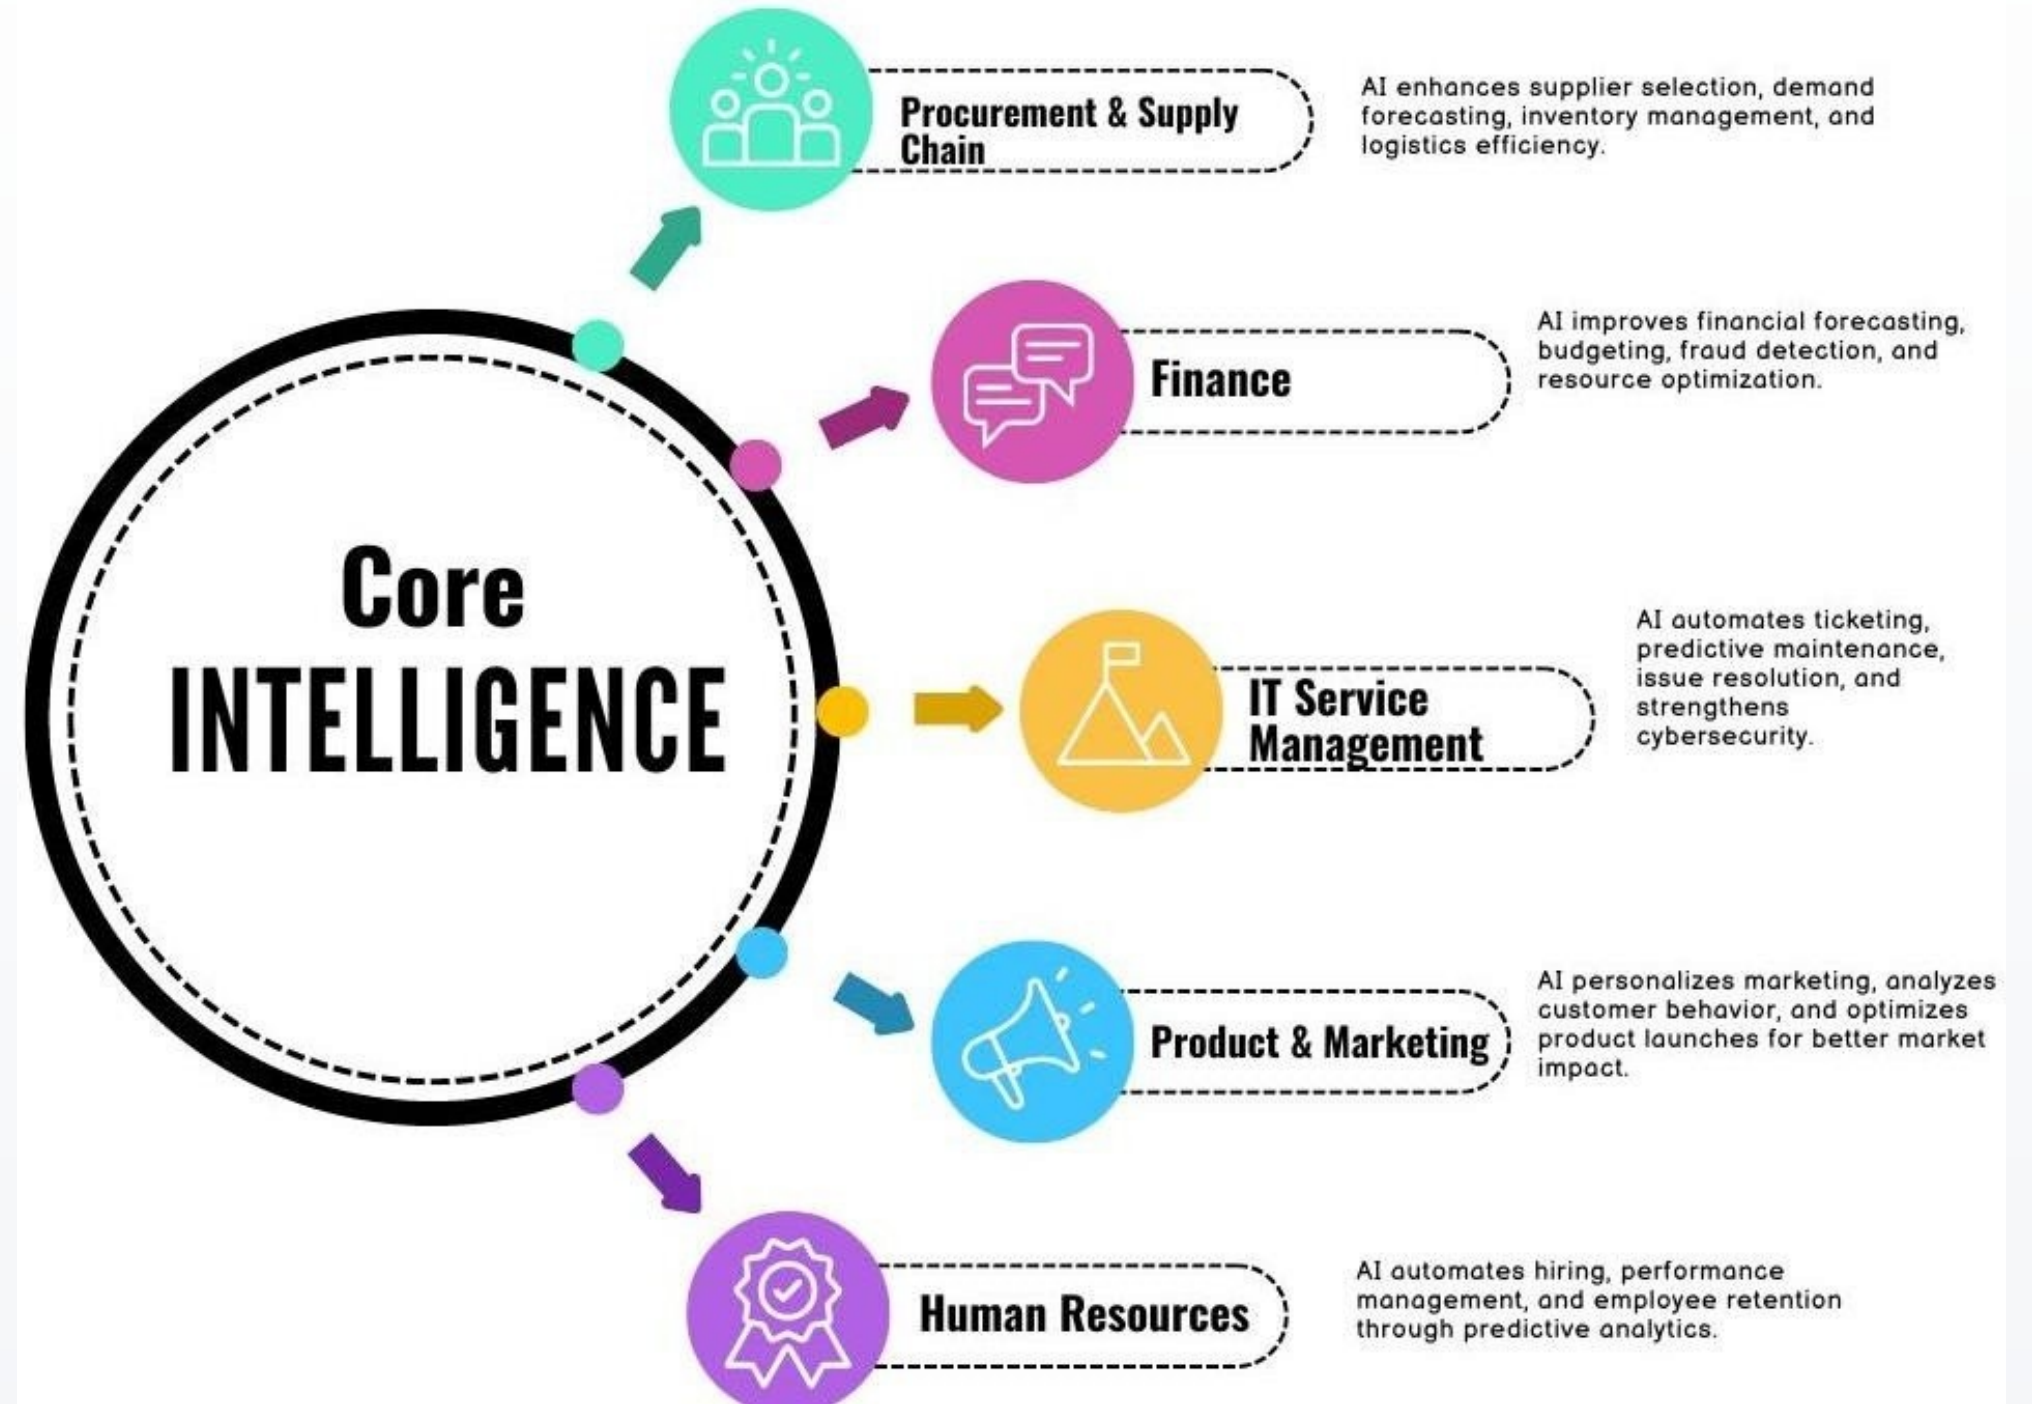 Procurement & Supply
Chain
AI enhances supplier selection, demand
forecasting, inventory management, and
logistics efficiency.
Finance
AI improves financial forecasting,
budgeting, fraud detection, and
resource optimization.
Core
INTELLIGENCE
IT Service
Management
AI automates ticketing,
predictive maintenance,
issue resolution, and
strengthens
cybersecurity.
Product & Marketing
AI personalizes marketing, analyzes
customer behavior, and optimizes
product launches for better market
impact.
Human Resources
AI automates hiring, performance
management, and employee retention
through predictive analytics.